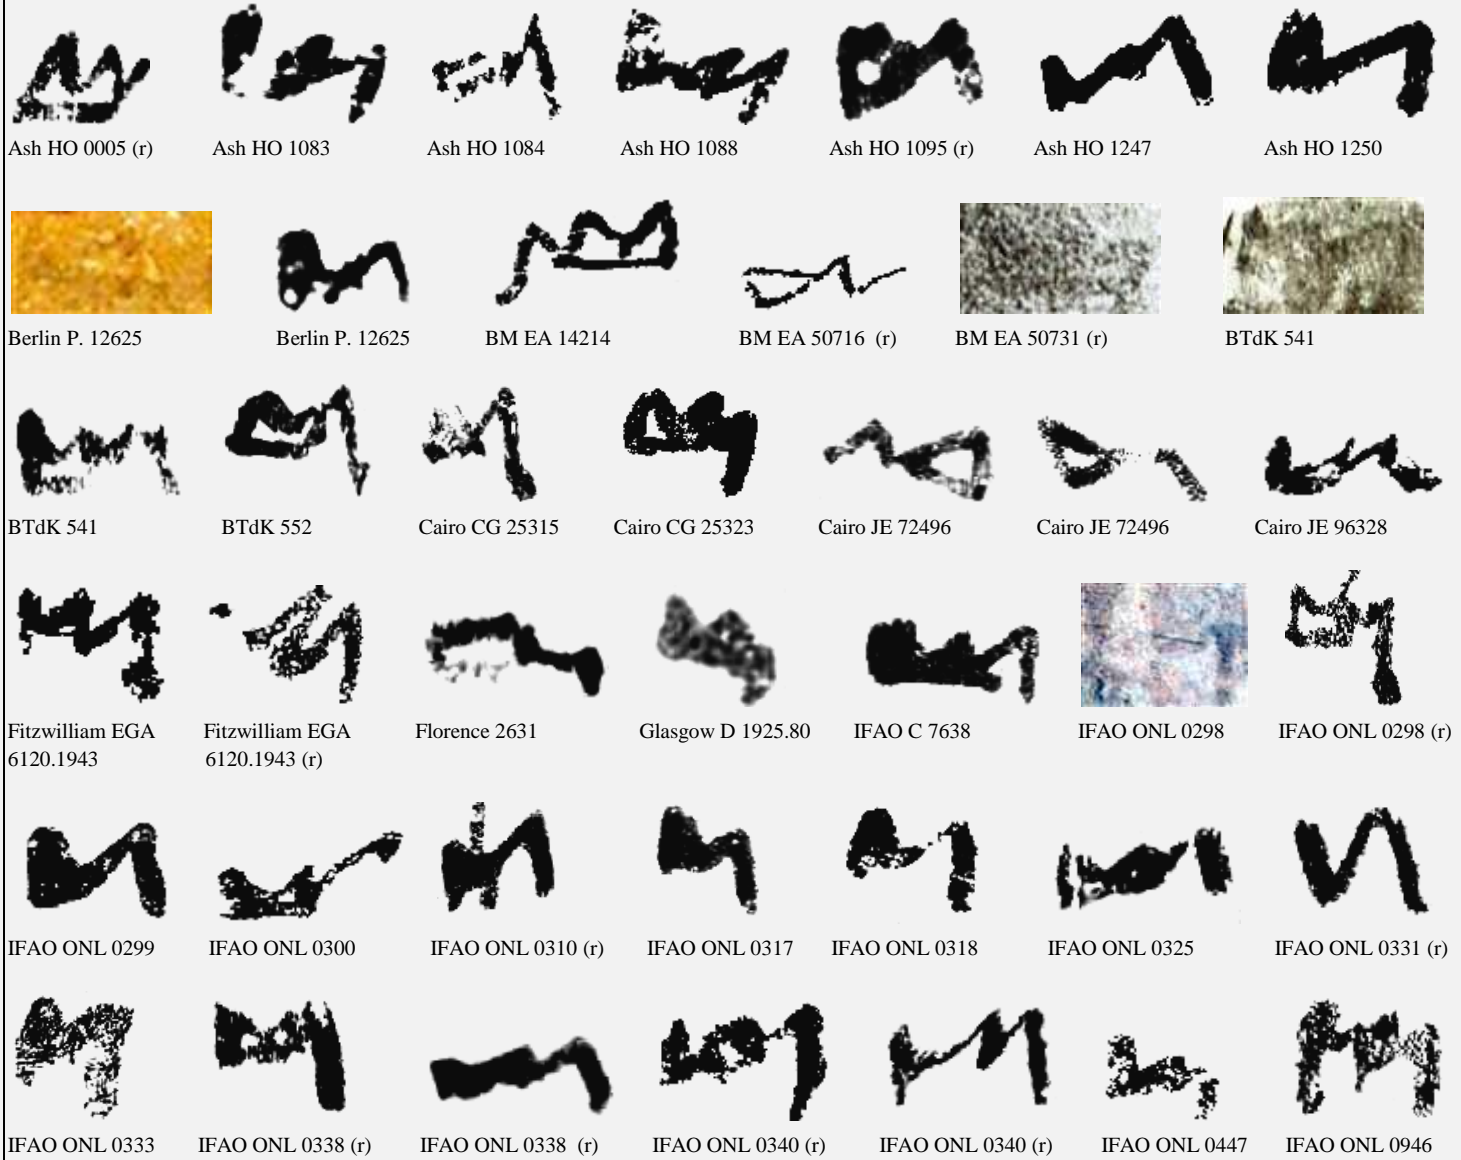 Ash HO 0005 (r) Ash HO 1083 Ash HO 1084 Ash HO 1088 Ash HO 1095 (r) Ash HO 1247 Ash HO 1250
Berlin P. 12625 Berlin P. 12625 BM EA 14214 BM EA 50716 (r) BM EA 50731 (r) BTdK 541
BTdK 541 BTdK 552 Cairo CG 25315 Cairo CG 25323 Cairo JE 72496 Cairo JE 72496 Cairo JE 96328
Fitzwilliam EGA Fitzwilliam EGA Florence 2631 Glasgow D 1925.80 IFAO C 7638 IFAO ONL 0298 IFAO ONL 0298 (r)
6120.1943 6120.1943 (r)
IFAO ONL 0299 IFAO ONL 0300 IFAO ONL 0310 (r) IFAO ONL 0317 IFAO ONL 0318 IFAO ONL 0325 IFAO ONL 0331 (r)
IFAO ONL 0333 IFAO ONL 0338 (r) IFAO ONL 0338 (r) IFAO ONL 0340 (r) IFAO ONL 0340 (r) IFAO ONL 0447 IFAO ONL 0946